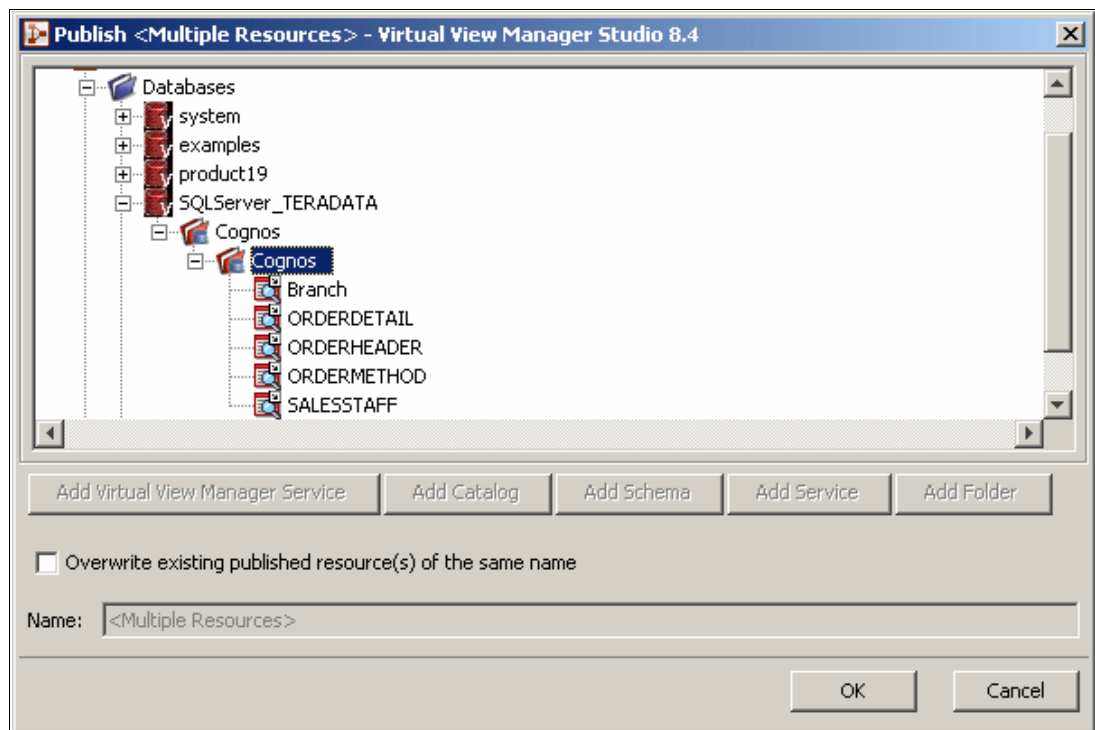 Publish <Multiple Resources> - Virtual View Manager Studio 8.4
Databases
system
examples
product19
SQLServer_TERADATA
Cognos
Cognos
Branch
ORDERDETAIL
ORDERHEADER
ORDERMETHOD
SALESSTAFF
Add Virtual View Manager Service Add Catalog Add Schema Add Service Add Folder
Overwrite existing published resource(s) of the same name
Name: <Multiple Resources>
OK Cancel